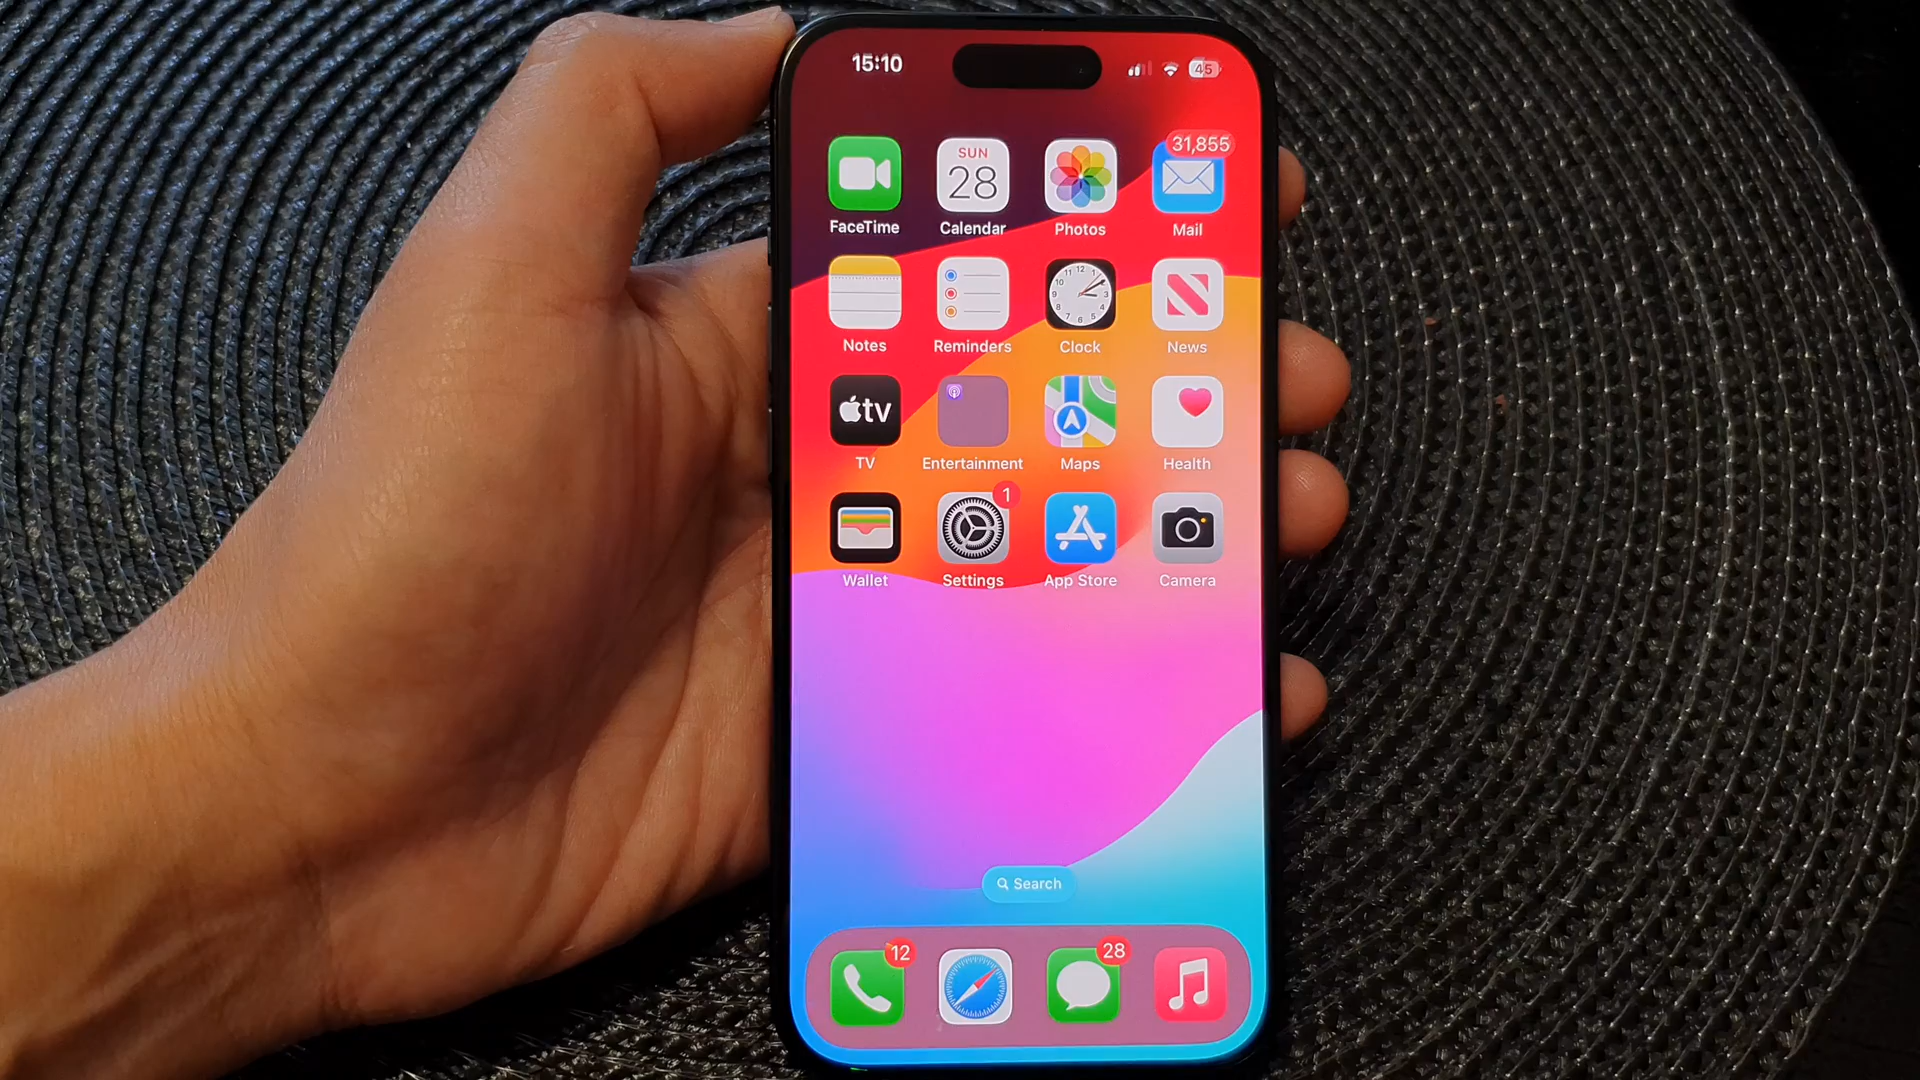 15:10
45
SUN
28
31,855
FaceTime
Calendar
Photos
Mail
Notes
Reminders
Clock
News
tv
TV
Entertainment
Maps
Health
1
Wallet
Settings
App Store
Camera
Search
12
28